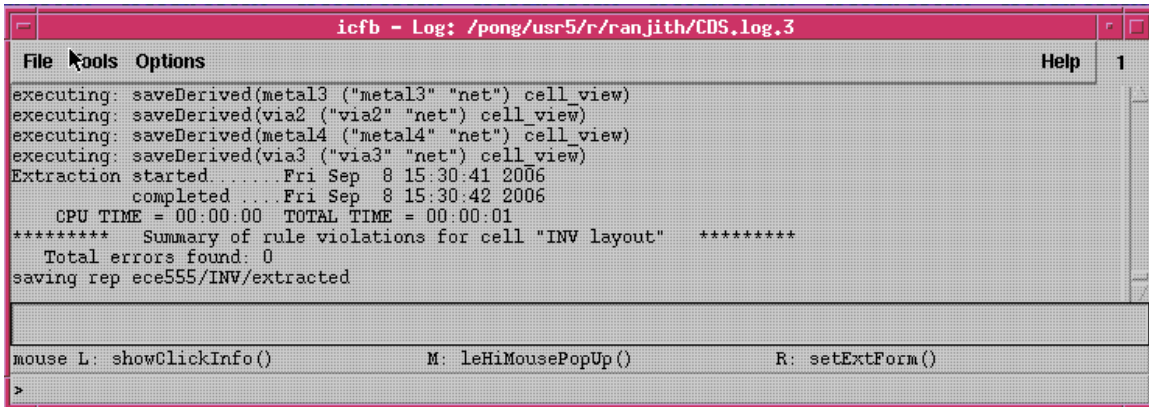 icfb - Log: /pong/usr5/r/ranjith/CDS.log.3
File Tools Options Help 1
executing: saveDerived(metal3 ("metal3" "net") cell_view)
executing: saveDerived(via2 ("via2" "net") cell_view)
executing: saveDerived(metal4 ("metal4" "net") cell_view)
executing: saveDerived(via3 ("via3" "net") cell_view)
Extraction started.......Fri Sep  8 15:30:41 2006
           completed ....Fri Sep  8 15:30:42 2006
    CPU TIME = 00:00:00  TOTAL TIME = 00:00:01
*********   Summary of rule violations for cell "INV layout"   *********
   Total errors found: 0
saving rep ece555/INV/extracted
mouse L: showClickInfo() M: leHiMousePopUp() R: setExtForm()
>